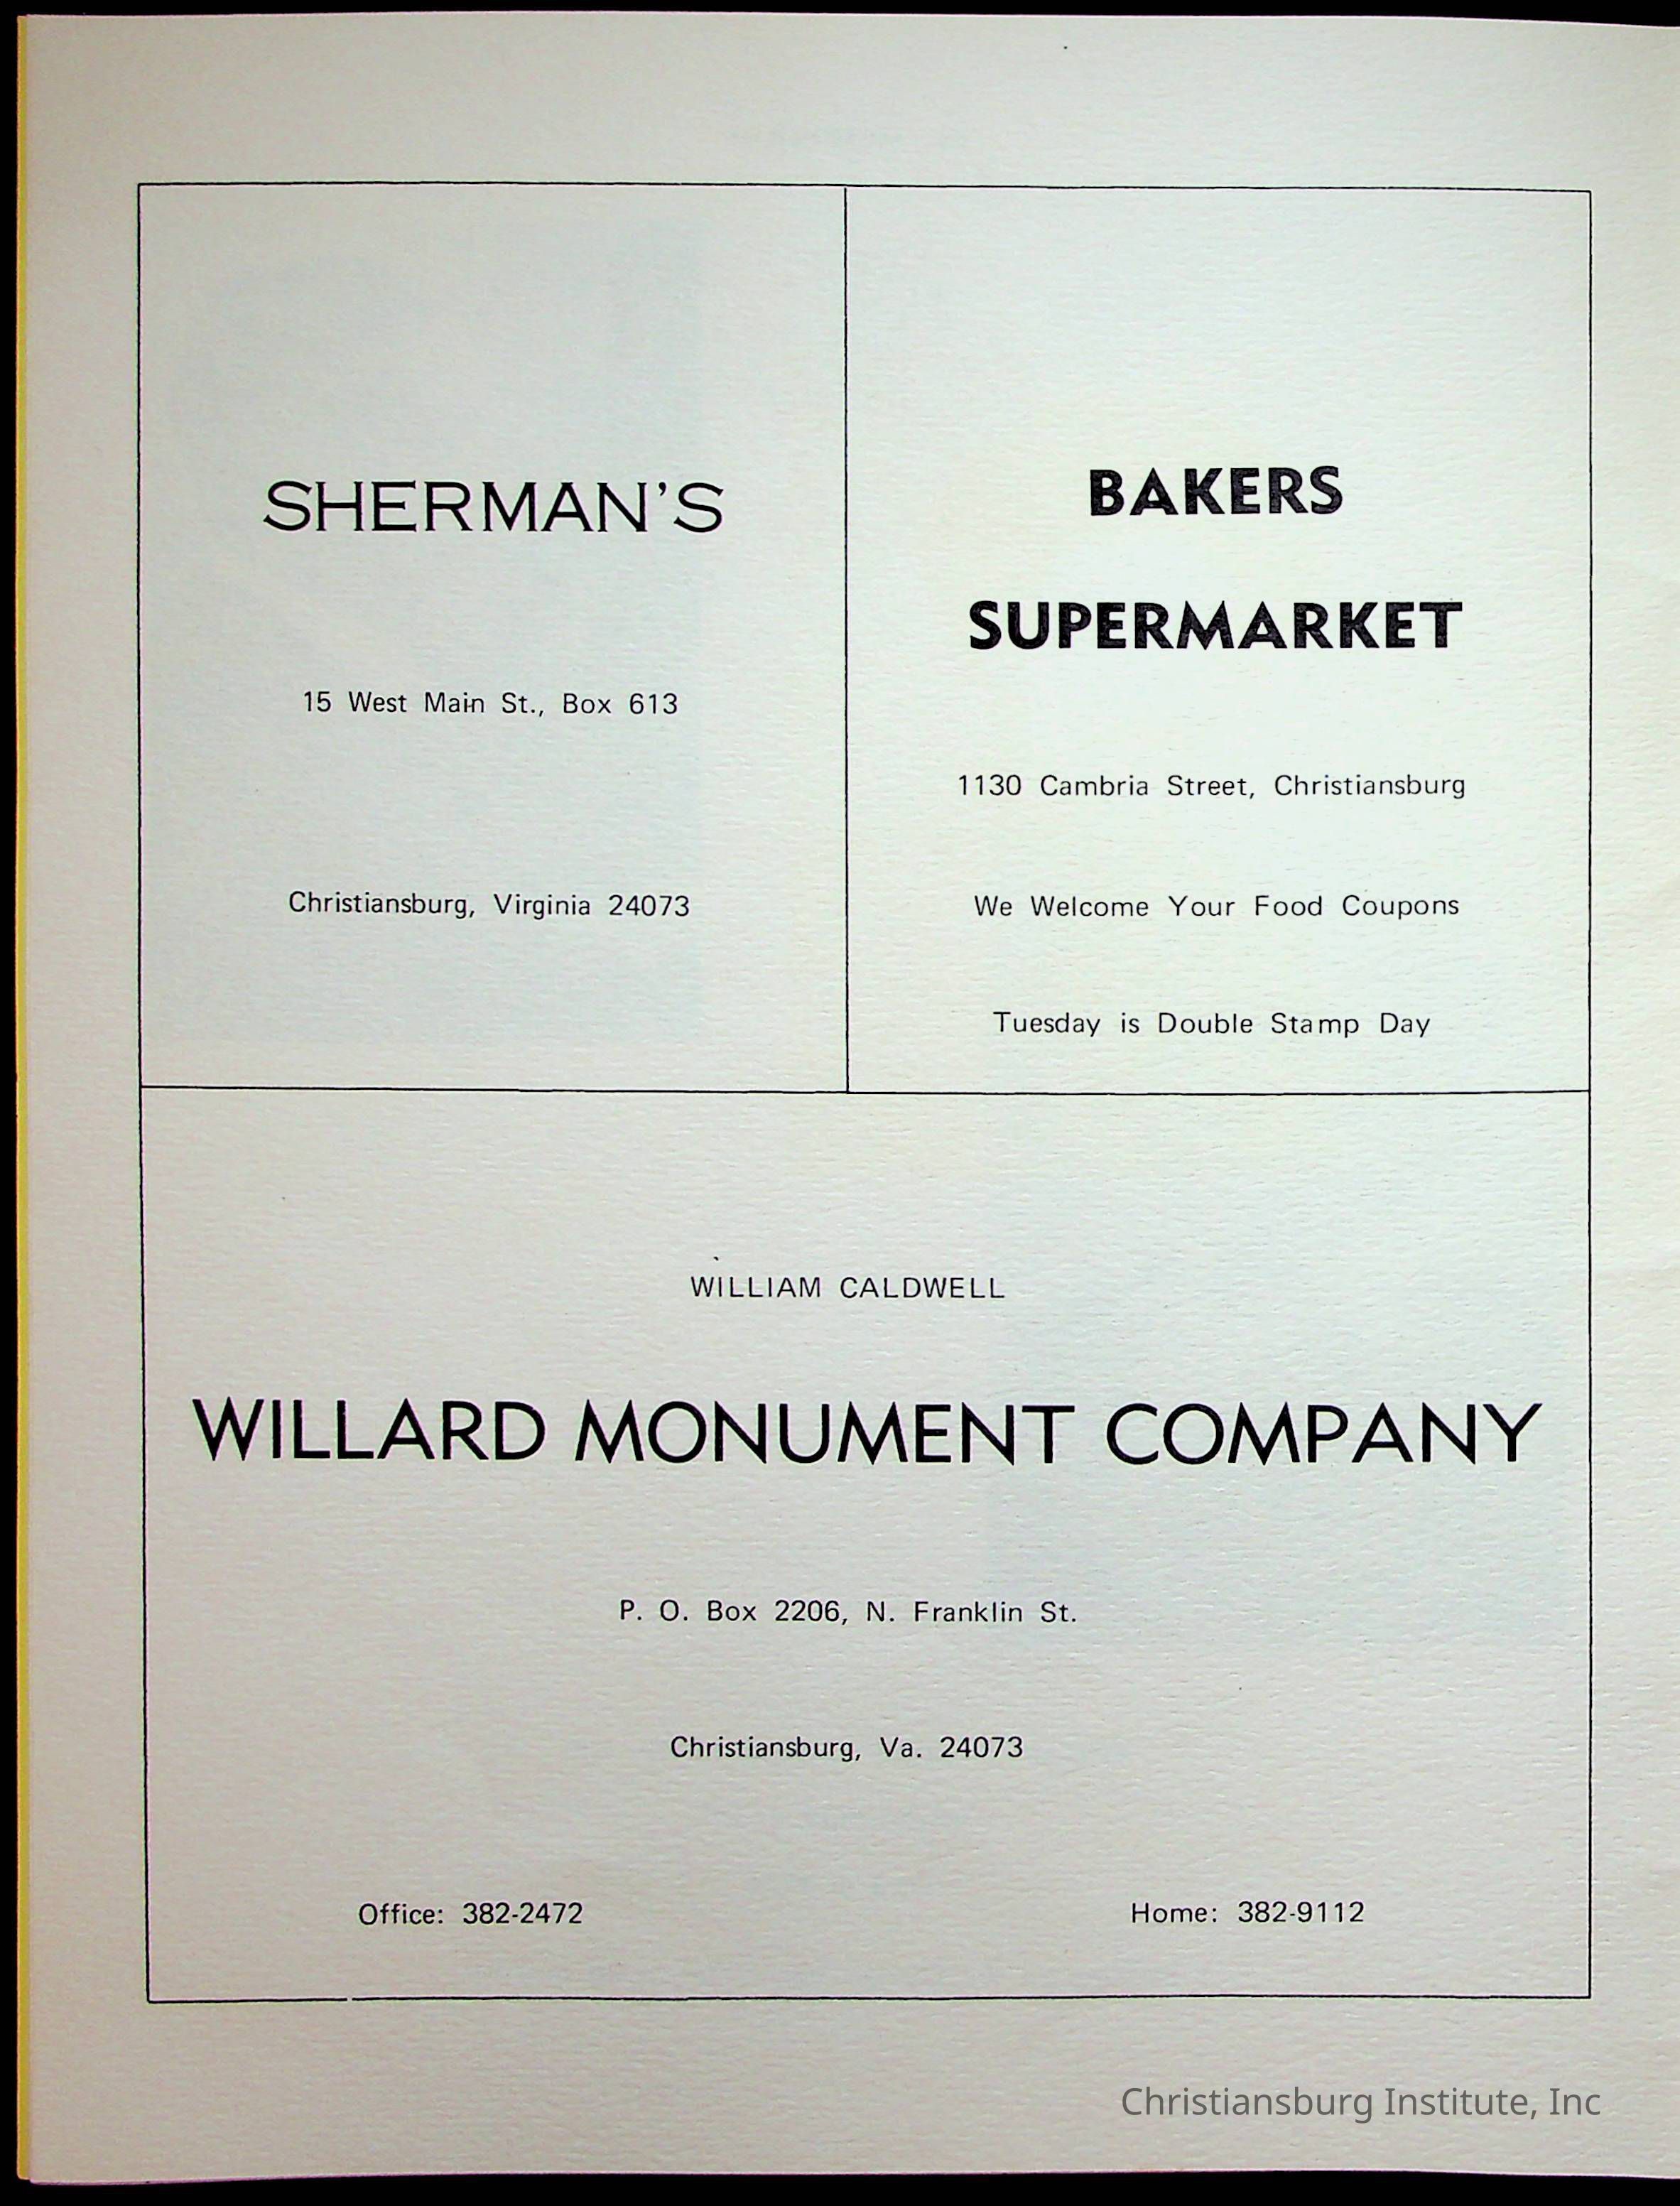 SHERMAN'S
15 West Main St., Box 613
Christiansburg, Virginia 24073
BAKERS
SUPERMARKET
1130 Cambria Street, Christiansburg
We Welcome Your Food Coupons
Tuesday is Double Stamp Day
WILLIAM CALDWELL
WILLARD MONUMENT COMPANY
P. O. Box 2206, N. Franklin St.
Christiansburg, Va. 24073
Office: 382-2472
Home: 382-9112
Christiansburg Institute, Inc